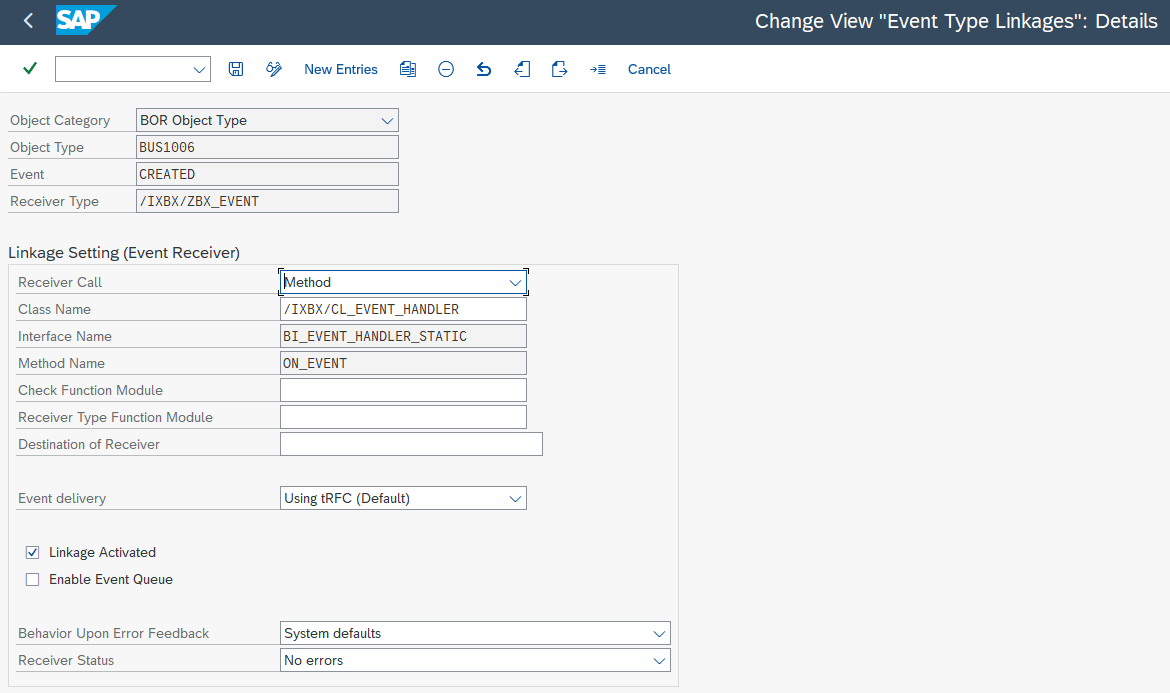 SAP
Change View "Event Type Linkages": Details
New Entries
Cancel
Object Category BOR Object Type
Object Type BUS1006
Event CREATED
Receiver Type /IXBX/ZBX_EVENT
Linkage Setting (Event Receiver)
Receiver Call Method
Class Name /IXBX/CL_EVENT_HANDLER
Interface Name BI_EVENT_HANDLER_STATIC
Method Name ON_EVENT
Check Function Module
Receiver Type Function Module
Destination of Receiver
Event delivery Using tRFC (Default)
Linkage Activated
Enable Event Queue
Behavior Upon Error Feedback System defaults
Receiver Status No errors